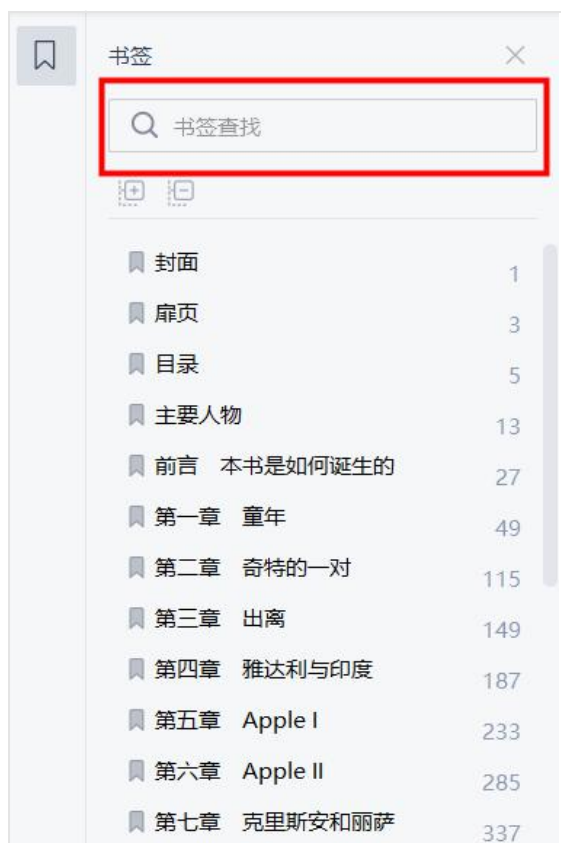 书签
书签查找
封面 1
扉页 3
目录 5
主要人物 13
前言 本书是如何诞生的 27
第一章 童年 49
第二章 奇特的一对 115
第三章 出离 149
第四章 雅达利与印度 187
第五章 Apple I 233
第六章 Apple II 285
第七章 克里斯安和丽萨 337